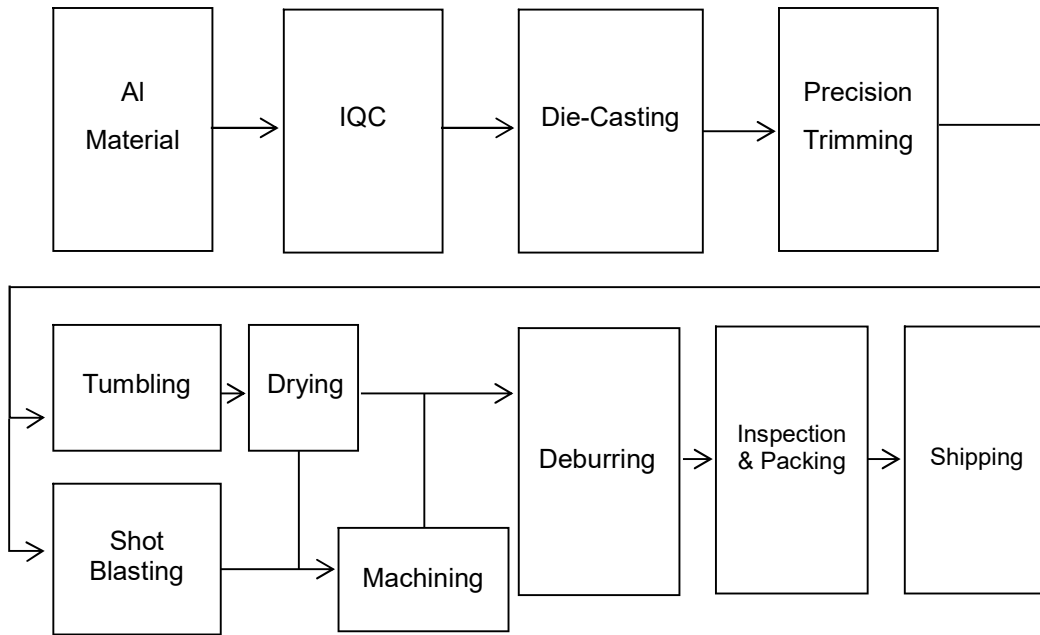 Al
Material
IQC
Die-Casting
Precision
Trimming
Tumbling
Drying
Deburring
Inspection
& Packing
Shipping
Shot
Blasting
Machining